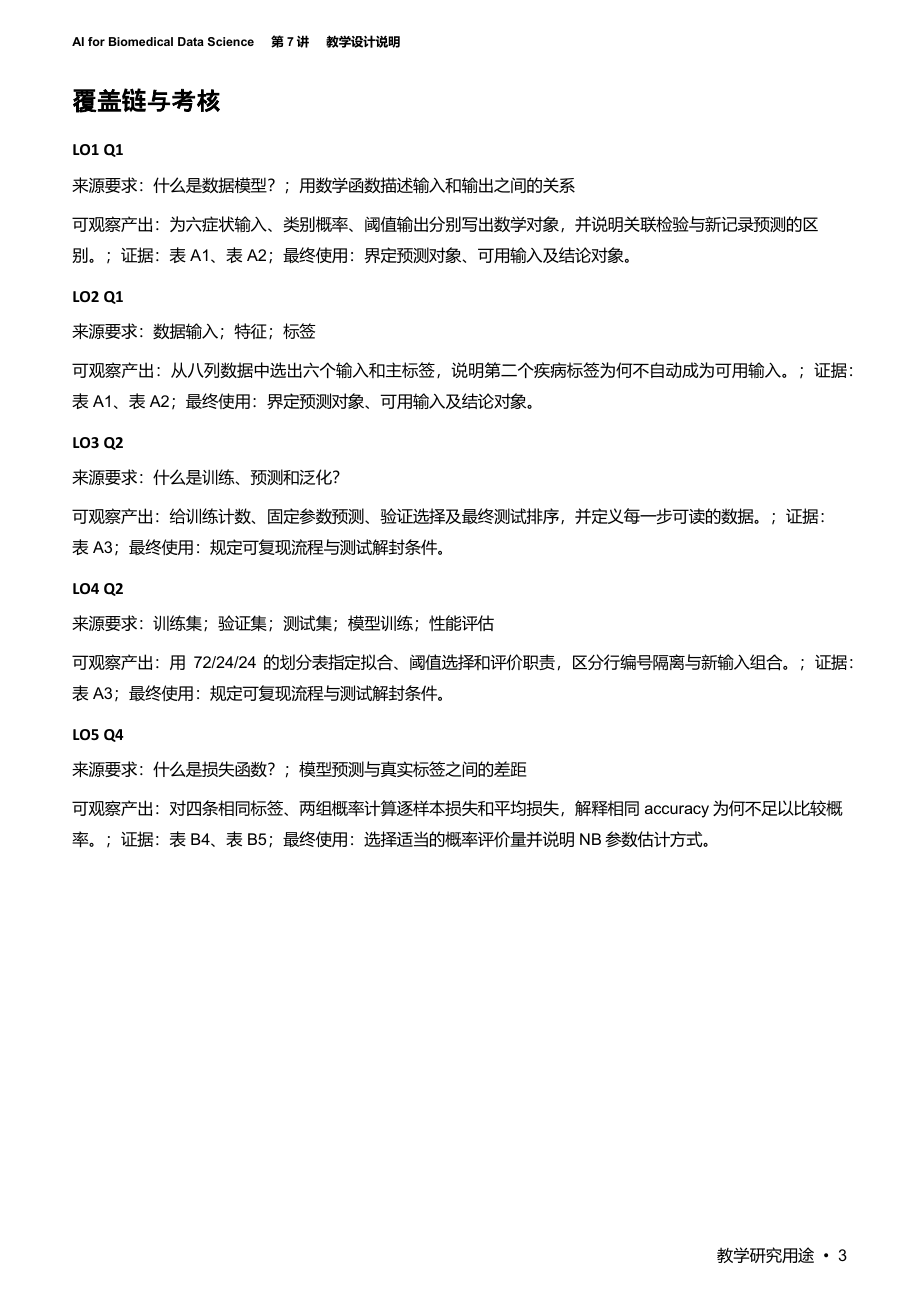 AI for Biomedical Data Science 第 7 讲 教学设计说明
覆盖链与考核
LO1 Q1
来源要求：什么是数据模型？；用数学函数描述输入和输出之间的关系
可观察产出：为六症状输入、类别概率、阈值输出分别写出数学对象，并说明关联检验与新记录预测的区
别。；证据：表 A1、表 A2；最终使用：界定预测对象、可用输入及结论对象。
LO2 Q1
来源要求：数据输入；特征；标签
可观察产出：从八列数据中选出六个输入和主标签，说明第二个疾病标签为何不自动成为可用输入。；证据：
表 A1、表 A2；最终使用：界定预测对象、可用输入及结论对象。
LO3 Q2
来源要求：什么是训练、预测和泛化？
可观察产出：给训练计数、固定参数预测、验证选择及最终测试排序，并定义每一步可读的数据。；证据：
表 A3；最终使用：规定可复现流程与测试解封条件。
LO4 Q2
来源要求：训练集；验证集；测试集；模型训练；性能评估
可观察产出：用 72/24/24 的划分表指定拟合、阈值选择和评价职责，区分行编号隔离与新输入组合。；证据：
表 A3；最终使用：规定可复现流程与测试解封条件。
LO5 Q4
来源要求：什么是损失函数？；模型预测与真实标签之间的差距
可观察产出：对四条相同标签、两组概率计算逐样本损失和平均损失，解释相同 accuracy 为何不足以比较概
率。；证据：表 B4、表 B5；最终使用：选择适当的概率评价量并说明 NB 参数估计方式。
教学研究用途 • 3